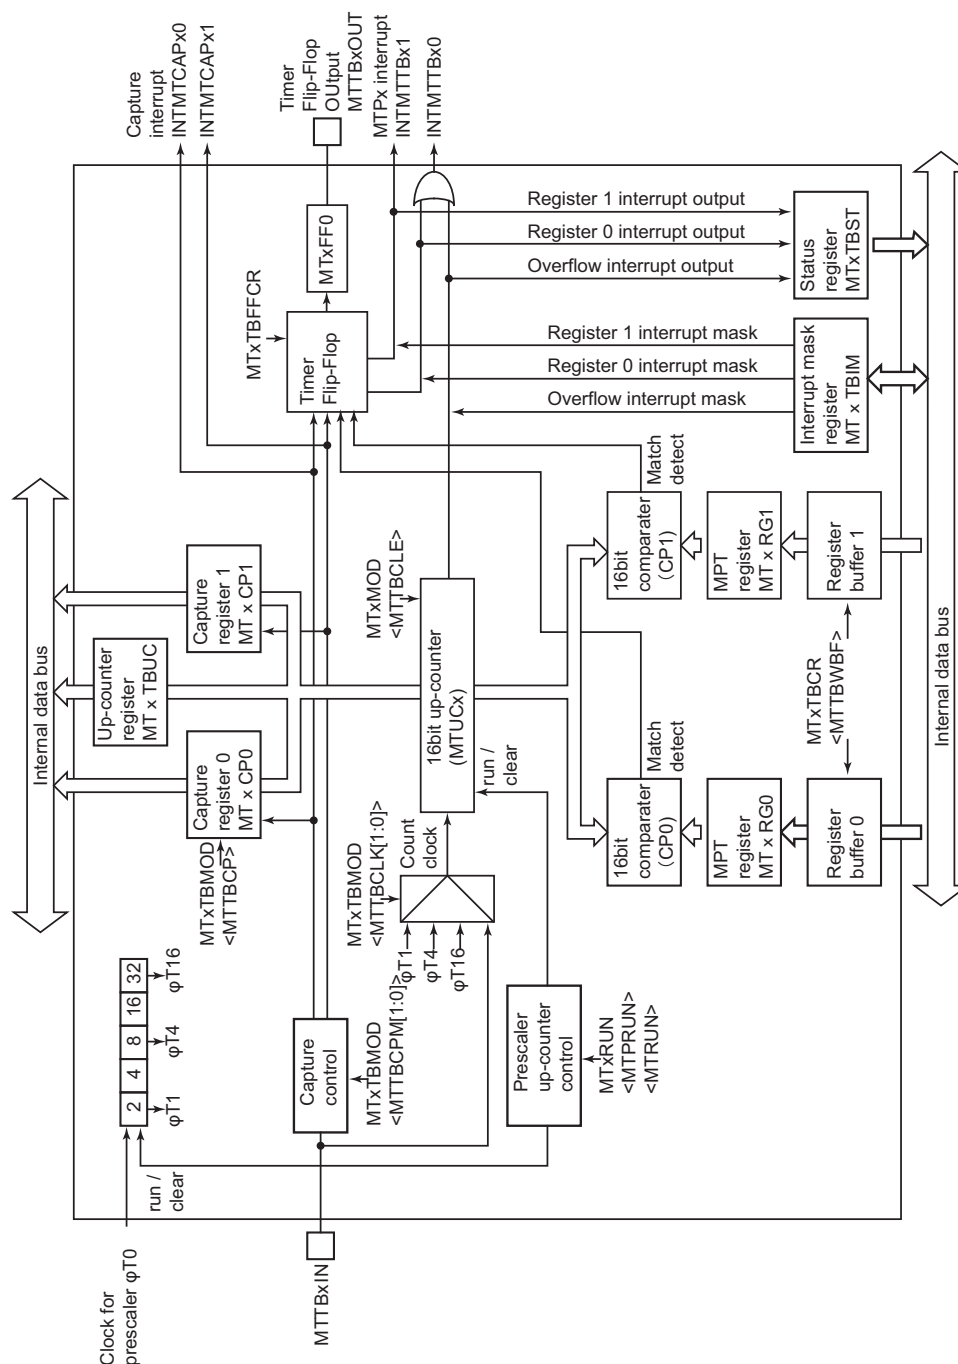 Clock for
prescaler φT0
run /
clear
2
4
8
16
32
φT1
φT4
φT16
Internal data bus
Capture
interrupt
INTMTCAPx0
INTMTCAPx1
Up-counter
register
MT x TBUC
Capture
register 0
MT x CP0
Capture
register 1
MT x CP1
MTxTBMOD
<MTTBCP>
MTTBxIN
Capture
control
MTxTBMOD
<MTTBCPM[1:0]>
MTxTBMOD
<MTTBCLK[1:0]>
φT1
φT4
φT16
Count
clock
16bit up-counter
(MTUCx)
run /
clear
MTxMOD
<MTTBCLE>
MTxTBFFCR
Timer
Flip-Flop
MTxFF0
Timer
Flip-Flop
OUtput
MTTBxOUT
MTPx interrupt
INTMTTBx1
INTMTTBx0
Prescaler
up-counter
control
MTxRUN
<MTPRUN>
<MTRUN>
Register 1 interrupt output
Register 0 interrupt output
Overflow interrupt output
Register 1 interrupt mask
Register 0 interrupt mask
Overflow interrupt mask
Status
register
MTxTBST
Interrupt mask
register
MT x TBIM
16bit
comparater
(CP0)
Match
detect
16bit
comparater
(CP1)
Match
detect
MPT
register
MT x RG0
MPT
register
MT x RG1
Register
buffer 0
MTxTBCR
<MTTBWBF>
Register
buffer 1
Internal data bus